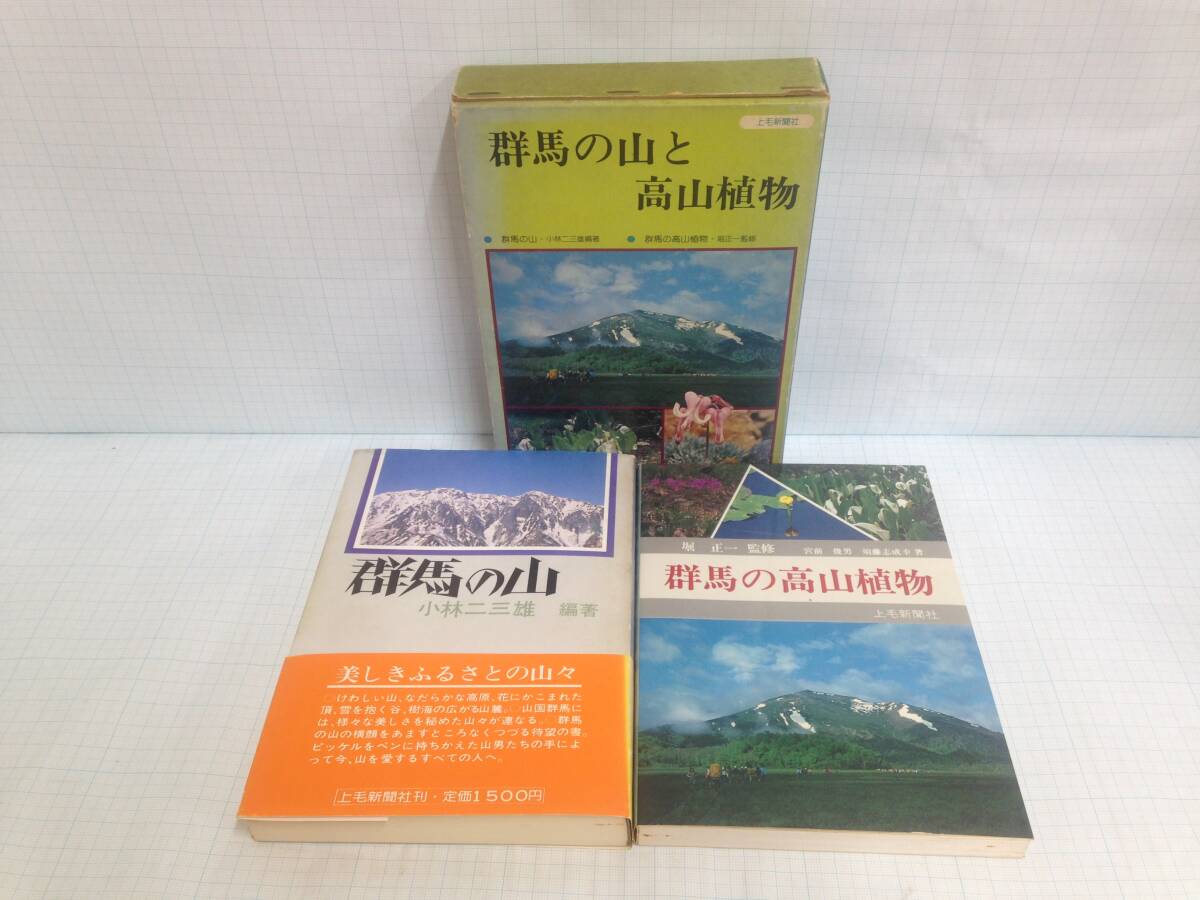 上毛新聞社
群馬の山と
高山植物
群馬の山・小林二三雄編著
群馬の高山植物・堀正一監修
群馬の山
小林二三雄 編著
美しきふるさとの山々
○けわしい山、なだらかな高原、花にかこまれた
頂、雪を抱く谷、樹海の広がる山麓。○山国群馬に
は、様々な美しさを秘めた山々が連なる。○群馬
の山の横顔をあますところなくつづる待望の書。
ピッケルをペンに持ちかえた山男たちの手によ
って今、山を愛するすべての人へ。
上毛新聞社刊・定価1500円
堀 正一 監修 宮前 俊男 須藤志成幸 著
群馬の高山植物
上毛新聞社